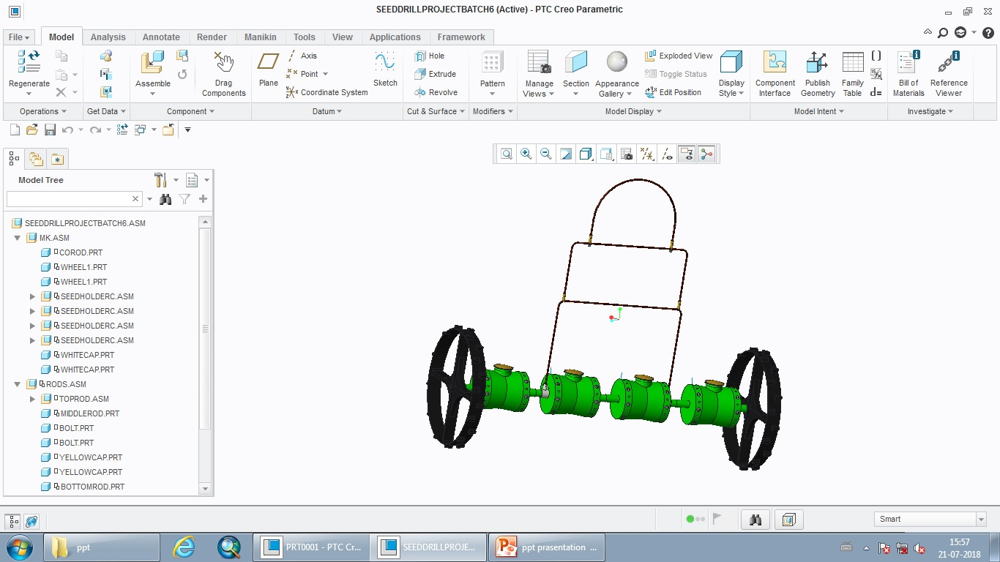 SEEDDRILLPROJECTBATCH6 (Active) - PTC Creo Parametric
File Model Analysis Annotate Render Manikin Tools View Applications Framework
Regenerate
Assemble
Drag
Components
Plane
Axis
Point
Coordinate System
Sketch
Hole
Extrude
Revolve
Pattern
Manage
Views
Section
Appearance
Gallery
Exploded View
Toggle Status
Edit Position
Display
Style
Component
Interface
Publish
Geometry
Family
Table
d=
Bill of
Materials
Reference
Viewer
Operations Get Data Component Datum Cut & Surface Modifiers Model Display Model Intent Investigate
Model Tree
SEEDDRILLPROJECTBATCH6.ASM
MK.ASM
COROD.PRT
WHEEL1.PRT
WHEEL1.PRT
SEEDHOLDERC.ASM
SEEDHOLDERC.ASM
SEEDHOLDERC.ASM
SEEDHOLDERC.ASM
WHITECAP.PRT
WHITECAP.PRT
RODS.ASM
TOPROD.ASM
MIDDLEROD.PRT
BOLT.PRT
BOLT.PRT
YELLOWCAP.PRT
YELLOWCAP.PRT
BOTTOMROD.PRT
Smart
ppt
PRT0001 - PTC Cr...
SEEDDRILLPROJE...
ppt prasentation ...
15:57
21-07-2018